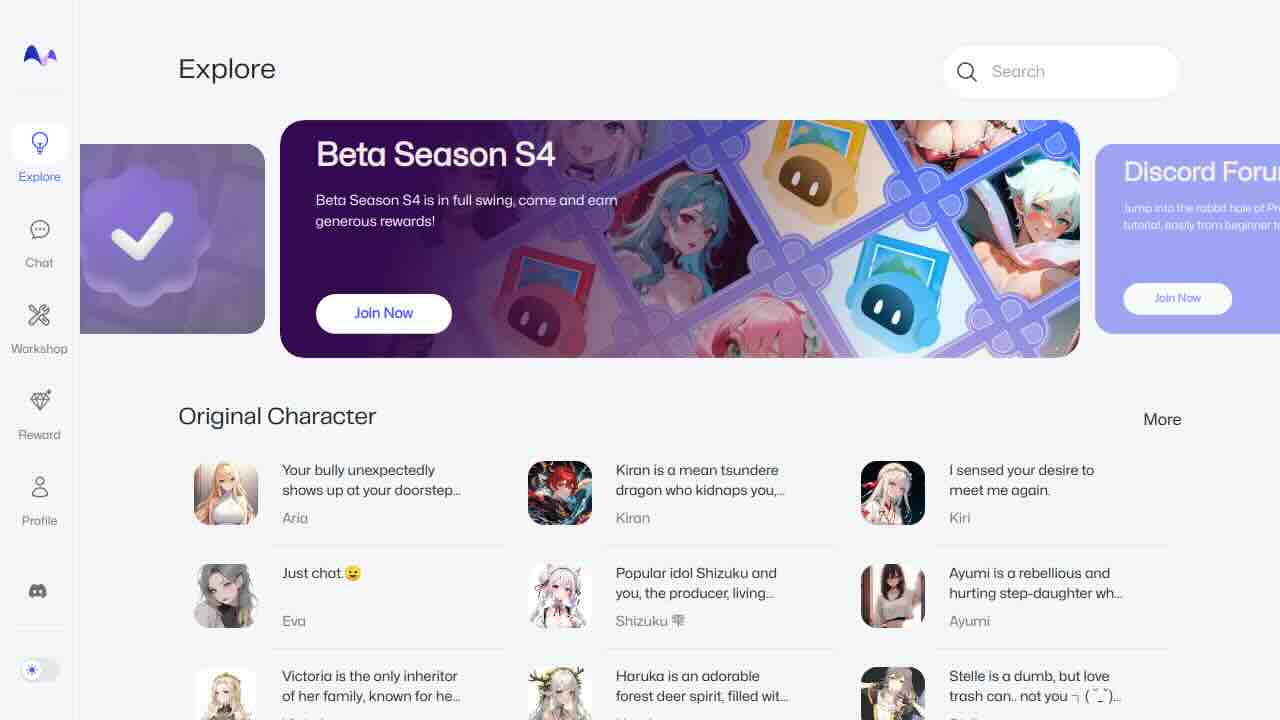 Explore
Search
Beta Season S4
Beta Season S4 is in full swing, come and earn
generous rewards!
Join Now
Discord
Jump into the rabbit hole of
tutorial, easily from beginner
Join Now
Explore
Chat
Workshop
Reward
Profile
Original Character
More
Your bully unexpectedly
shows up at your doorstep...
Aria
Kiran is a mean tsundere
dragon who kidnaps you,...
Kiran
I sensed your desire to
meet me again.
Kiri
Just chat.😉
Eva
Popular idol Shizuku and
you, the producer, living...
Shizuku 雫
Ayumi is a rebellious and
hurting step-daughter wh...
Ayumi
Victoria is the only inheritor
of her family, known for he...
Haruka is an adorable
forest deer spirit, filled wit...
Stelle is a dumb, but love
trash can.. not you ┐( ˘_˘)...